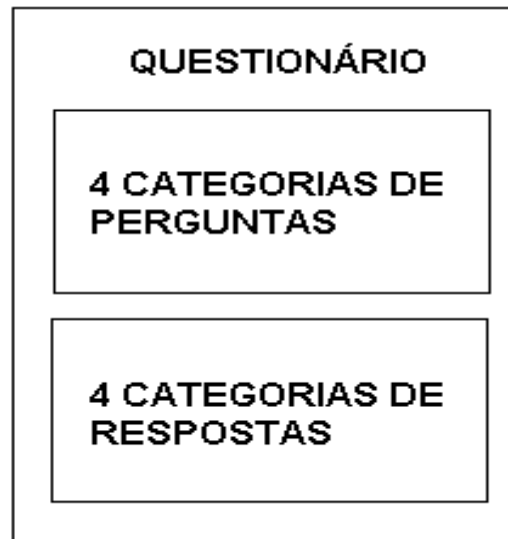 QUESTIONÁRIO
4 CATEGORIAS DE
PERGUNTAS
4 CATEGORIAS DE
RESPOSTAS